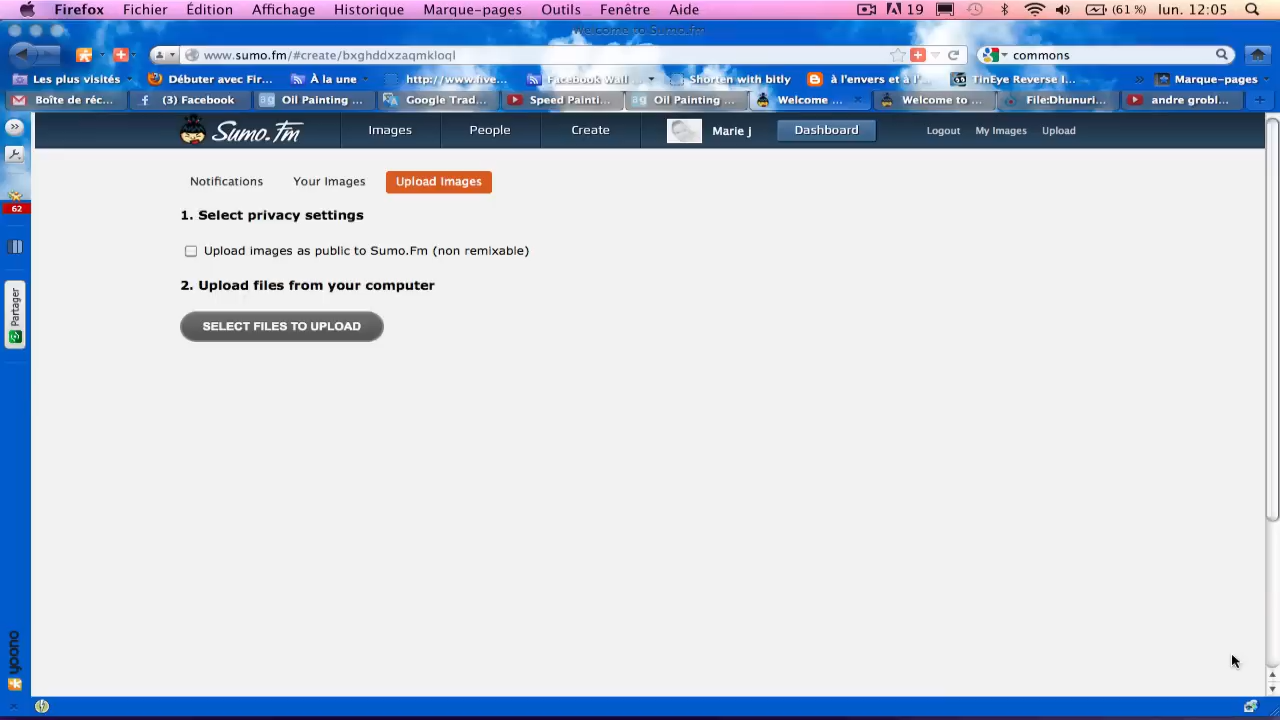 Firefox Fichier Édition Affichage Historique Marque-pages Outils Fenêtre Aide 19 (61 %) lun. 12:05
Welcome to Sumo.fm
www.sumo.fm/#create/bxghddxzaqmkloql commons
Les plus visités Débuter avec Fir... À la une http://www.five... Facebook Wall ... Shorten with bitly à l'envers et à l'... TinEye Reverse I... » Marque-pages
Boîte de réc... (3) Facebook Oil Painting ... Google Trad... Speed Painti... Oil Painting ... Welcome ... Welcome to ... File:Dhunuri... andre grobl...
Sumo.Fm Images People Create Marie J Dashboard Logout My Images Upload
Notifications Your Images Upload Images
62
1. Select privacy settings
Upload images as public to Sumo.Fm (non remixable)
2. Upload files from your computer
Partager
SELECT FILES TO UPLOAD
yoono